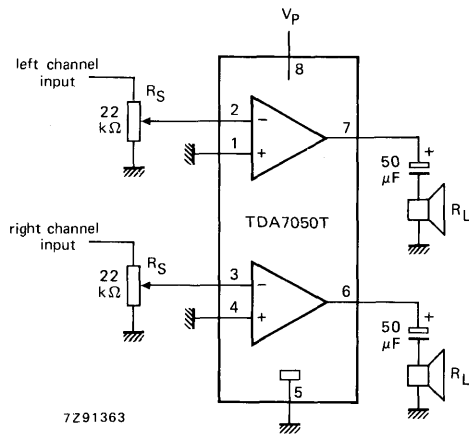 V_P
8
left channel
input
R_S
22
kΩ
2
−
1
+
7
50
μF
+
R_L
TDA7050T
right channel
input
R_S
22
kΩ
3
−
4
+
6
50
μF
+
R_L
5
7Z91363